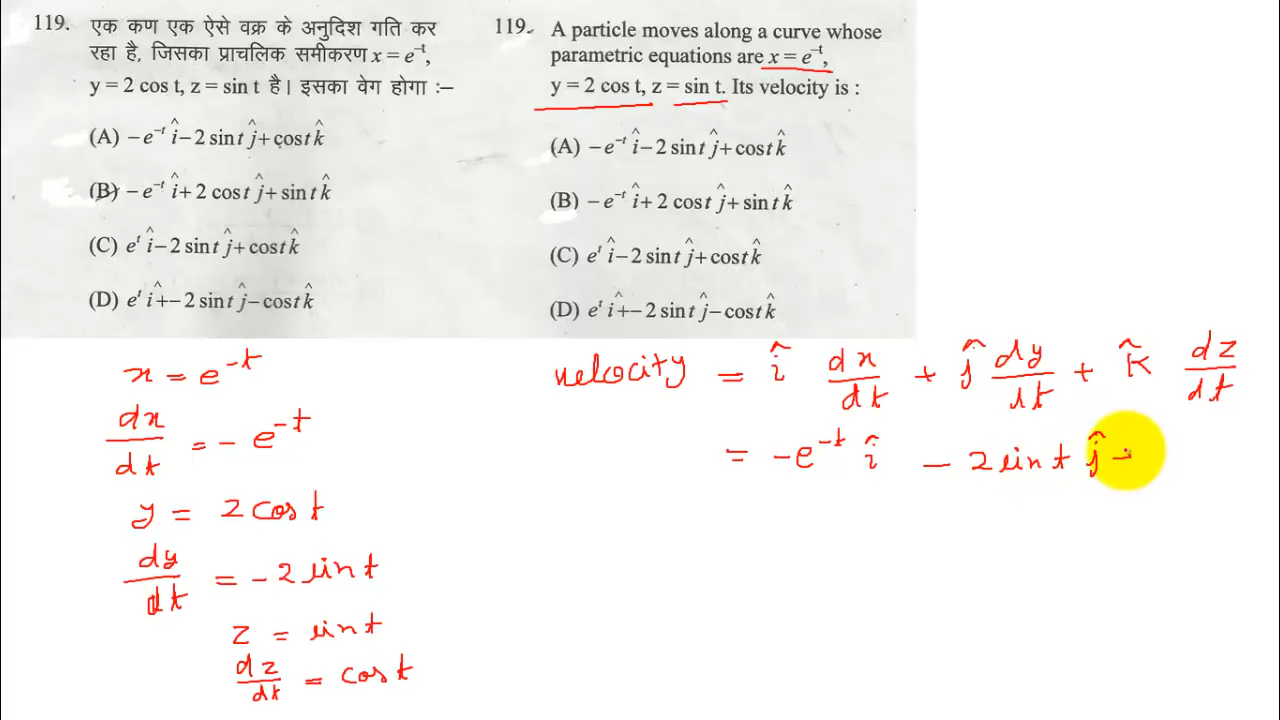 119. एक कण एक ऐसे वक्र के अनुदिश गति कर
रहा है, जिसका प्राचलिक समीकरण x = e⁻ᵗ,
y = 2 cos t, z = sin t है। इसका वेग होगा :–
(A) −e⁻ᵗ î − 2 sin t ĵ + cos t k̂
(B) − e⁻ᵗ î + 2 cos t ĵ + sin t k̂
(C) eᵗ î − 2 sin t ĵ + cos t k̂
(D) eᵗ î +− 2 sin t ĵ − cos t k̂
119. A particle moves along a curve whose
parametric equations are x = e⁻ᵗ,
y = 2 cos t, z = sin t. Its velocity is :
(A) −e⁻ᵗ î − 2 sin t ĵ + cos t k̂
(B) −e⁻ᵗ î + 2 cos t ĵ + sin t k̂
(C) eᵗ î − 2 sin t ĵ + cos t k̂
(D) eᵗ î +− 2 sin t ĵ − cos t k̂
x = e⁻ᵗ
dx/dt = − e⁻ᵗ
y = 2 cos t
dy/dt = − 2 sin t
z = sin t
dz/dt = cos t
velocity = î dx/dt + ĵ dy/dt + k̂ dz/dt
= −e⁻ᵗ î − 2 sin t ĵ +